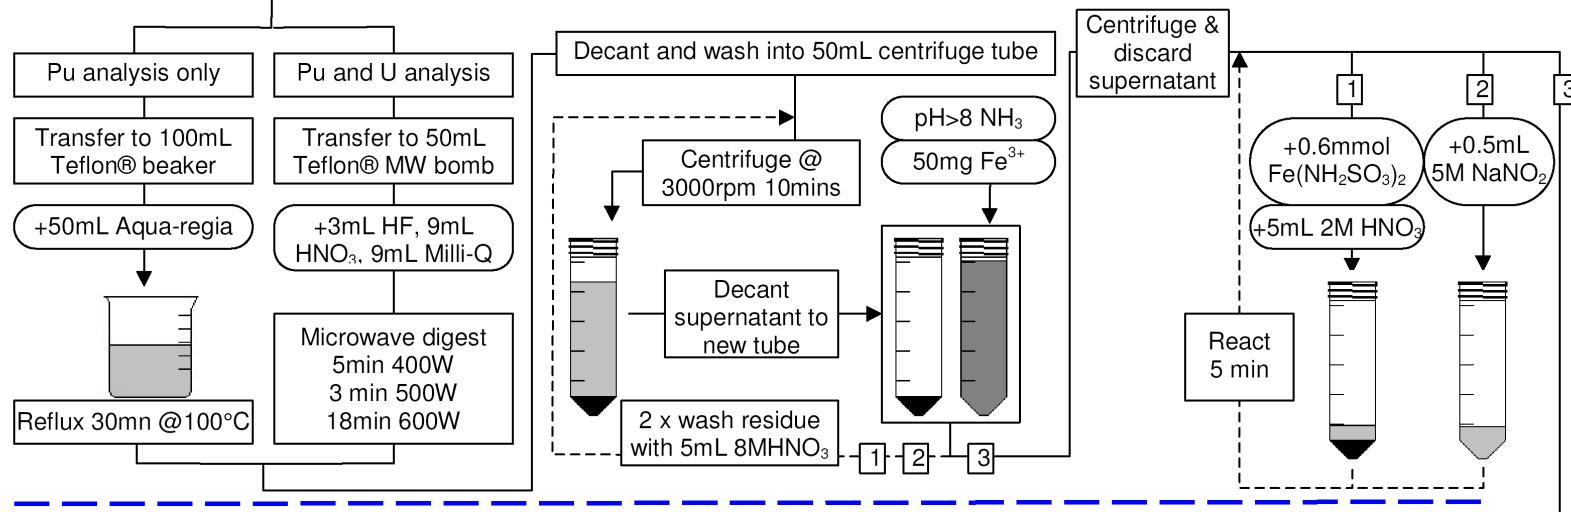 Pu analysis only
Transfer to 100mL
Teflon® beaker
+50mL Aqua-regia
Reflux 30mn @100°C
Pu and U analysis
Transfer to 50mL
Teflon® MW bomb
+3mL HF, 9mL
HNO₃, 9mL Milli-Q
Microwave digest
5min 400W
3 min 500W
18min 600W
Decant and wash into 50mL centrifuge tube
Centrifuge @
3000rpm 10mins
pH>8 NH₃
50mg Fe³⁺
Decant
supernatant to
new tube
2 x wash residue
with 5mL 8MHNO₃
1
2
3
Centrifuge &
discard
supernatant
1
2
3
+0.6mmol
Fe(NH₂SO₃)₂
+5mL 2M HNO₃
+0.5mL
5M NaNO₂
React
5 min